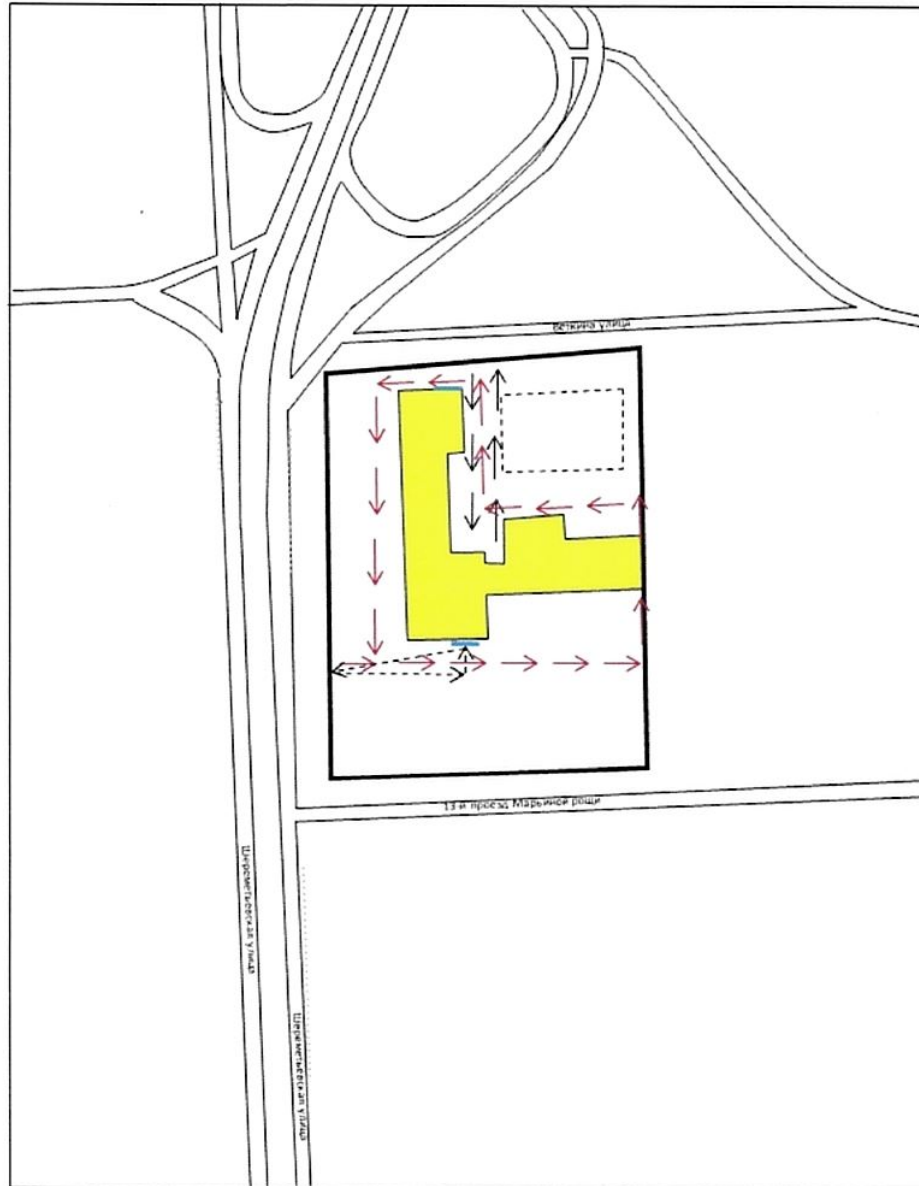 Веткина улица
13-й проезд Марьиной рощи
Шереметьевская улица
Шереметьевская улица